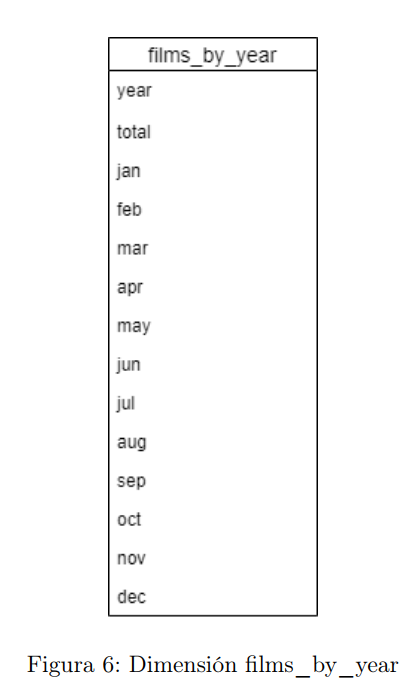 films_by_year
year
total
jan
feb
mar
apr
may
jun
jul
aug
sep
oct
nov
dec
Figura 6: Dimensión films_by_year